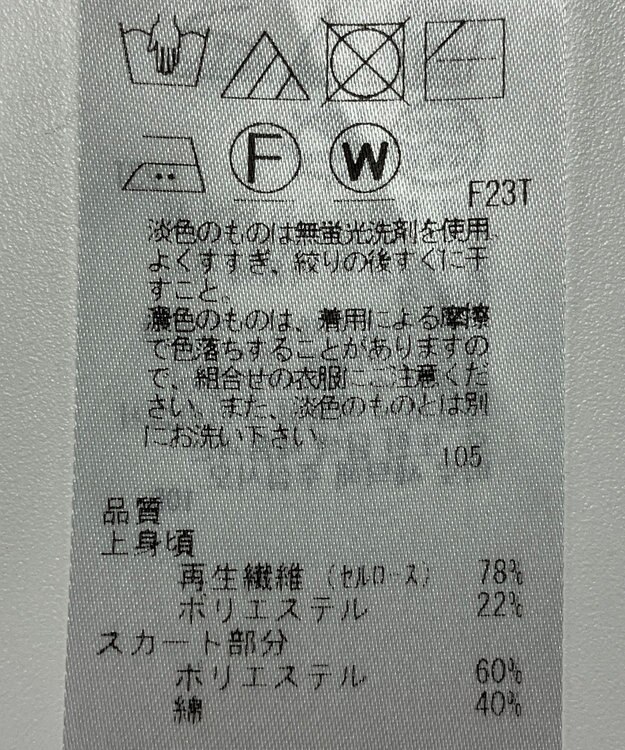 F W
F23T
淡色のものは無蛍光洗剤を使用、
よくすすぎ、絞りの後すぐに干
すこと。
濃色のものは、着用による摩擦
で色落ちすることがありますの
で、組合せの衣服にご注意くだ
さい。また、淡色のものとは別
にお洗い下さい。
105
品質
上身頃
再生繊維（セルロース） 78%
ポリエステル 22%
スカート部分
ポリエステル 60%
綿 40%